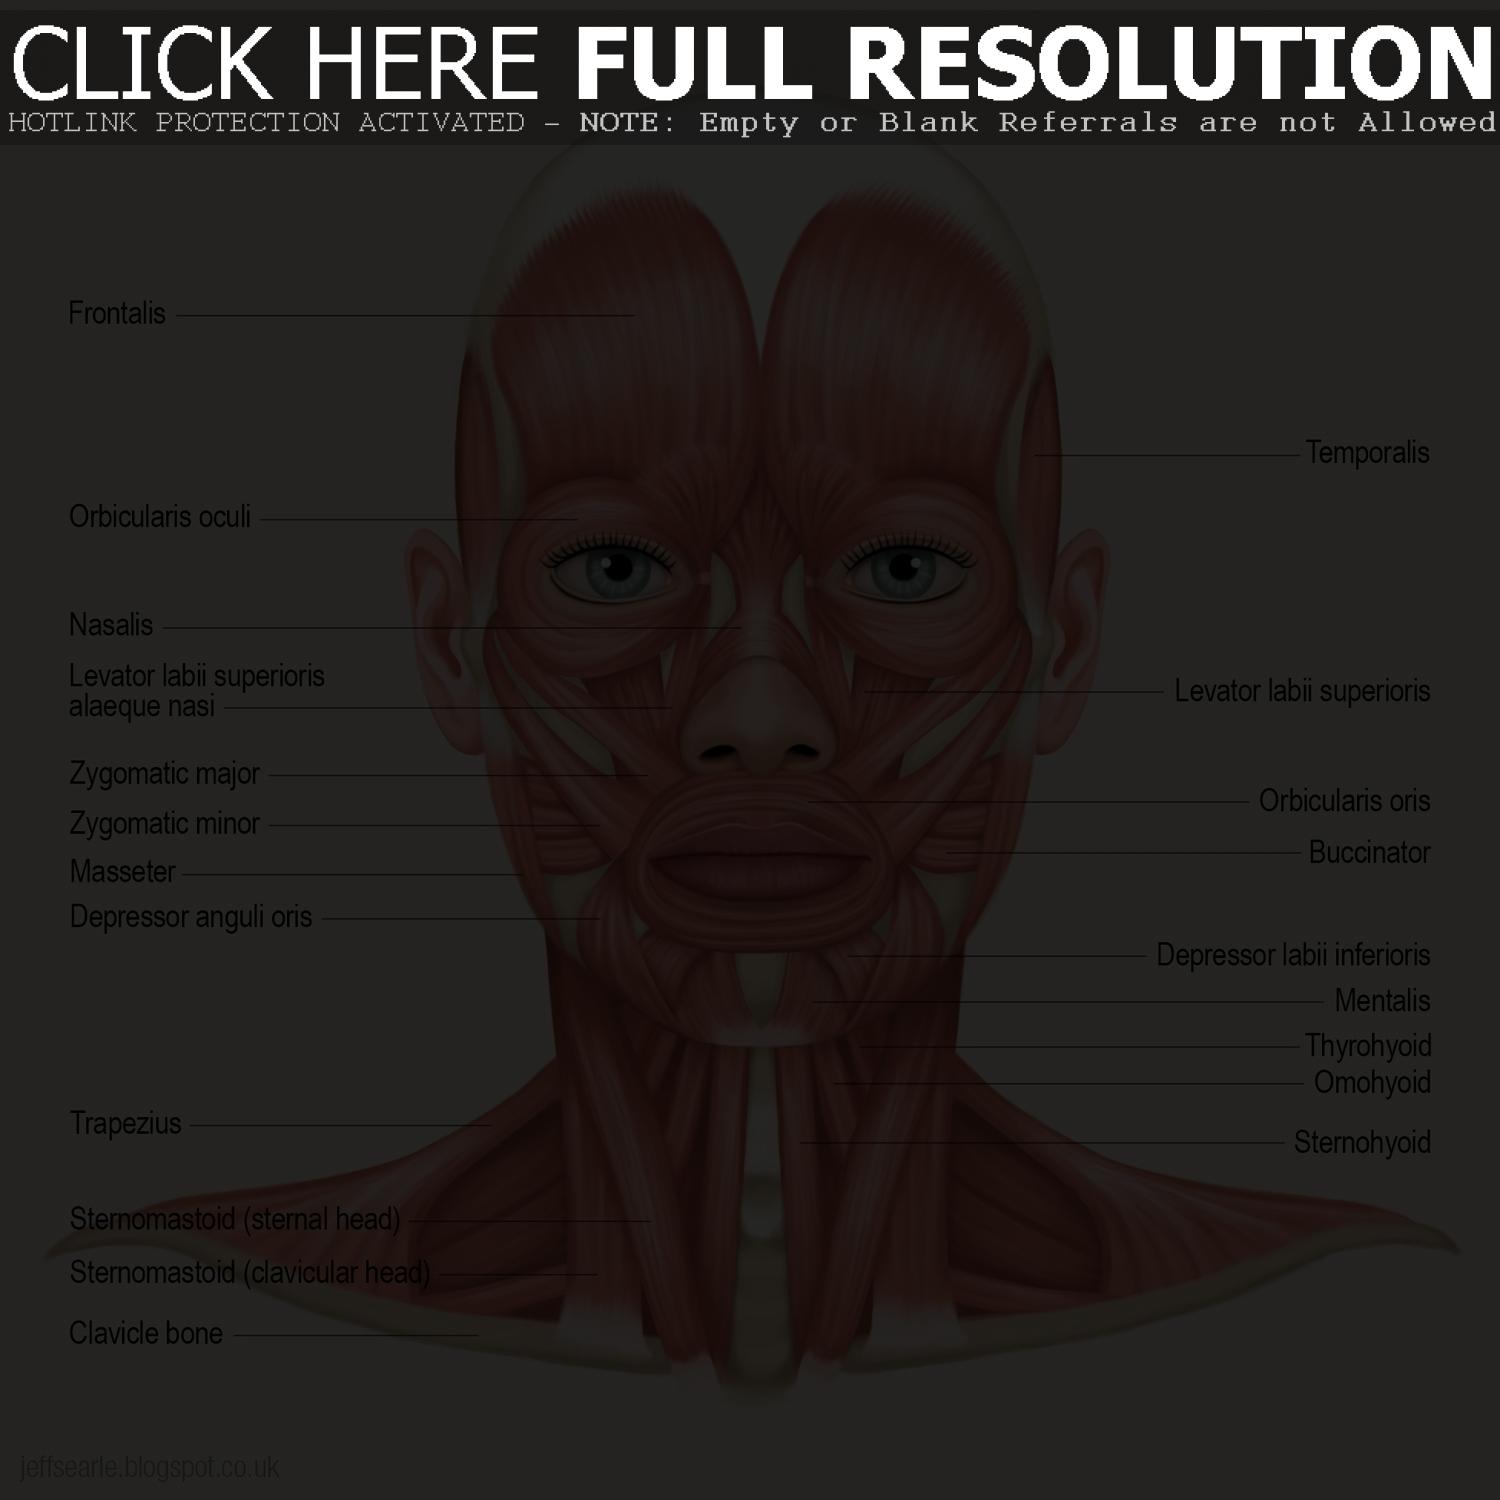 CLICK HERE FULL RESOLUTION
HOTLINK PROTECTION ACTIVATED – NOTE: Empty or Blank Referrals are not Allowed
Frontalis
Temporalis
Orbicularis oculi
Nasalis
Levator labii superioris
alaeque nasi
Levator labii superioris
Zygomatic major
Orbicularis oris
Zygomatic minor
Buccinator
Masseter
Depressor anguli oris
Depressor labii inferioris
Mentalis
Thyrohyoid
Omohyoid
Trapezius
Sternohyoid
Sternomastoid (sternal head)
Sternomastoid (clavicular head)
Clavicle bone
jeffsearle.blogspot.co.uk